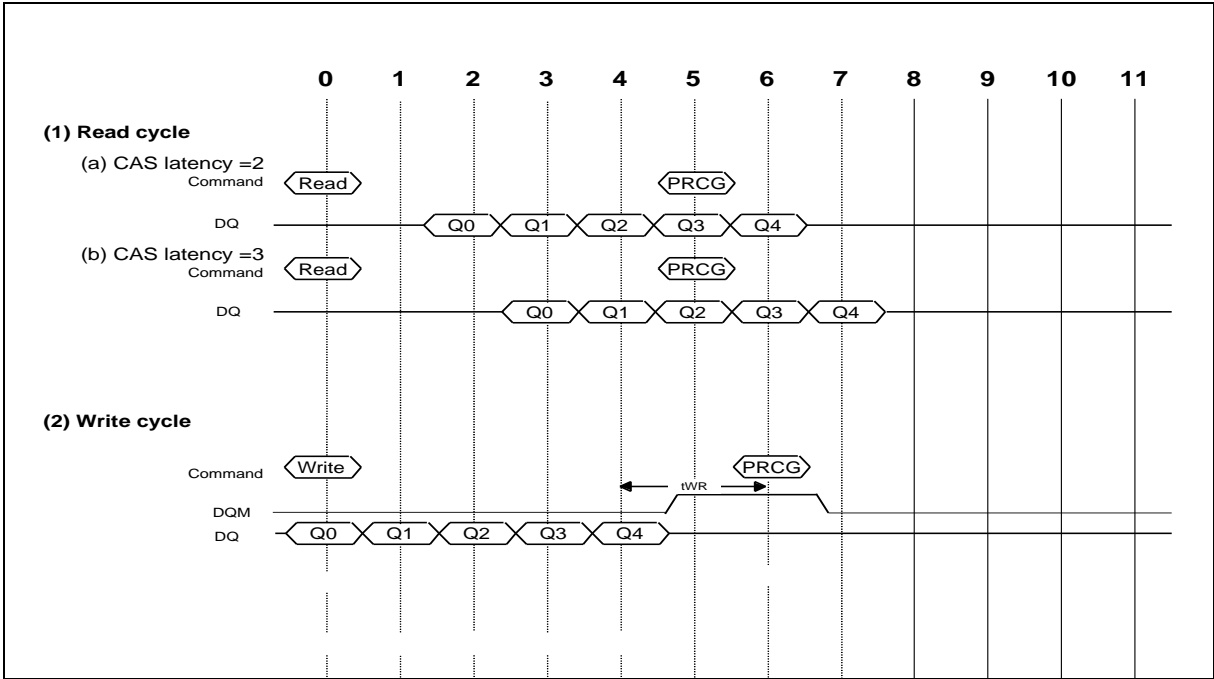 0 1 2 3 4 5 6 7 8 9 10 11
(1) Read cycle
(a) CAS latency =2
Command Read PRCG
DQ Q0 Q1 Q2 Q3 Q4
(b) CAS latency =3
Command Read PRCG
DQ Q0 Q1 Q2 Q3 Q4
(2) Write cycle
Command Write PRCG
tWR
DQM
DQ Q0 Q1 Q2 Q3 Q4